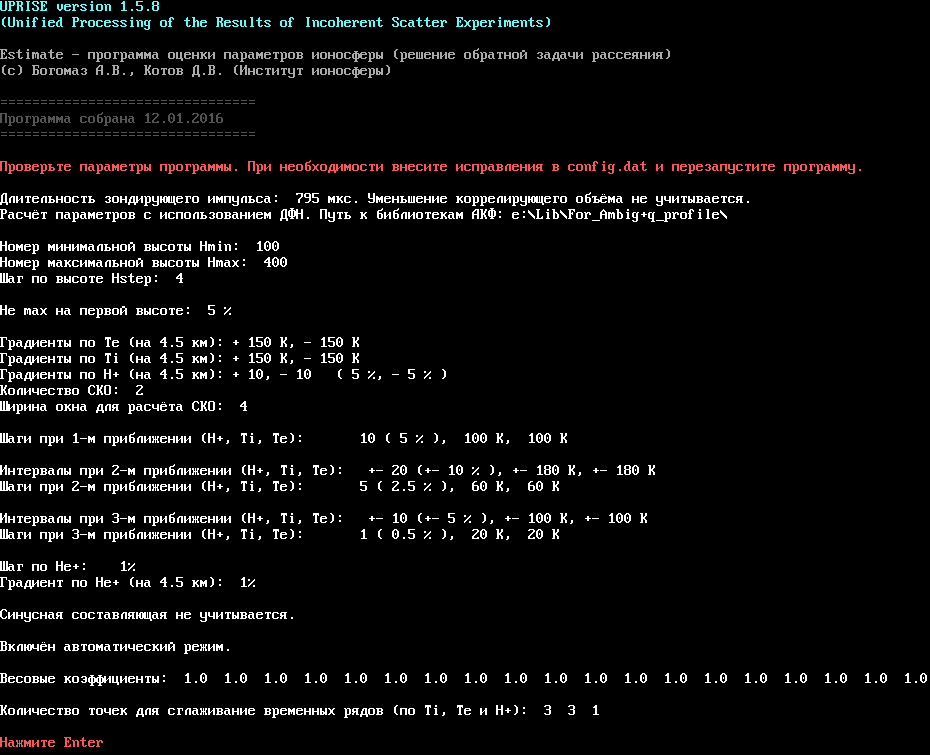 UPRISE version 1.5.8
(Unified Processing of the Results of Incoherent Scatter Experiments)
Estimate - программа оценки параметров ионосферы (решение обратной задачи рассеяния)
(c) Богомаз А.В., Котов Д.В. (Институт ионосферы)
================================
Программа собрана 12.01.2016
================================
Проверьте параметры программы. При необходимости внесите исправления в config.dat и перезапустите программу.
Длительность зондирующего импульса:  795 мкс. Уменьшение коррелирующего объёма не учитывается.
Расчёт параметров с использованием ДФН. Путь к библиотекам АКФ: e:\Lib\For_Ambig+q_profile\
Номер минимальной высоты Hmin:  100
Номер максимальной высоты Hmax:  400
Шаг по высоте Hstep:  4
He max на первой высоте:  5 %
Градиенты по Te (на 4.5 км): + 150 K, - 150 K
Градиенты по Ti (на 4.5 км): + 150 K, - 150 K
Градиенты по H+ (на 4.5 км): + 10, - 10   ( 5 %, - 5 % )
Количество СКО:  2
Ширина окна для расчёта СКО:  4
Шаги при 1-м приближении (H+, Ti, Te):       10 ( 5 % ),  100 K,  100 K
Интервалы при 2-м приближении (H+, Ti, Te):   +- 20 (+- 10 % ), +- 180 K, +- 180 K
Шаги при 2-м приближении (H+, Ti, Te):       5 ( 2.5 % ),  60 K,  60 K
Интервалы при 3-м приближении (H+, Ti, Te):   +- 10 (+- 5 % ), +- 100 K, +- 100 K
Шаги при 3-м приближении (H+, Ti, Te):       1 ( 0.5 % ),  20 K,  20 K
Шаг по He+:    1%
Градиент по He+ (на 4.5 км):  1%
Синусная составляющая не учитывается.
Включён автоматический режим.
Весовые коэффициенты:  1.0  1.0  1.0  1.0  1.0  1.0  1.0  1.0  1.0  1.0  1.0  1.0  1.0  1.0  1.0  1.0  1.0  1.0  1.0
Количество точек для сглаживание временных рядов (по Ti, Te и H+):  3  3  1
Нажмите Enter